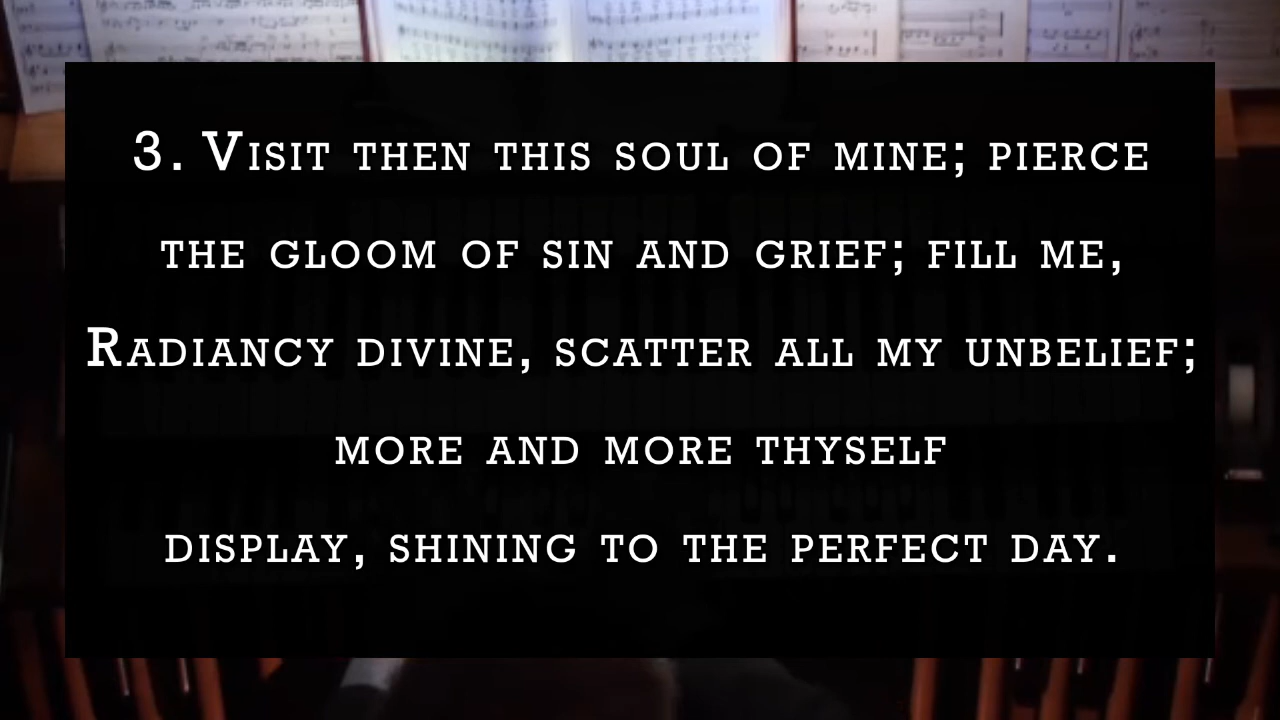 3. Visit then this soul of mine; pierce
the gloom of sin and grief; fill me,
Radiancy divine, scatter all my unbelief;
more and more thyself
display, shining to the perfect day.